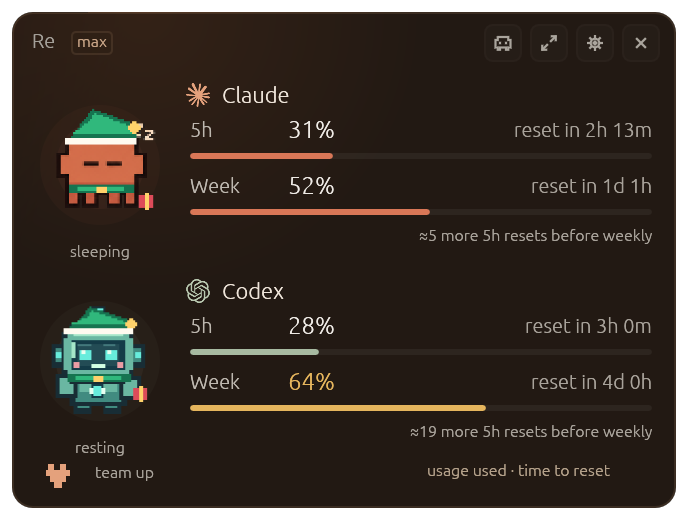 Re max
Claude
5h 31% reset in 2h 13m
Week 52% reset in 1d 1h
≈5 more 5h resets before weekly
z
sleeping
Codex
5h 28% reset in 3h 0m
Week 64% reset in 4d 0h
≈19 more 5h resets before weekly
resting
team up
usage used · time to reset